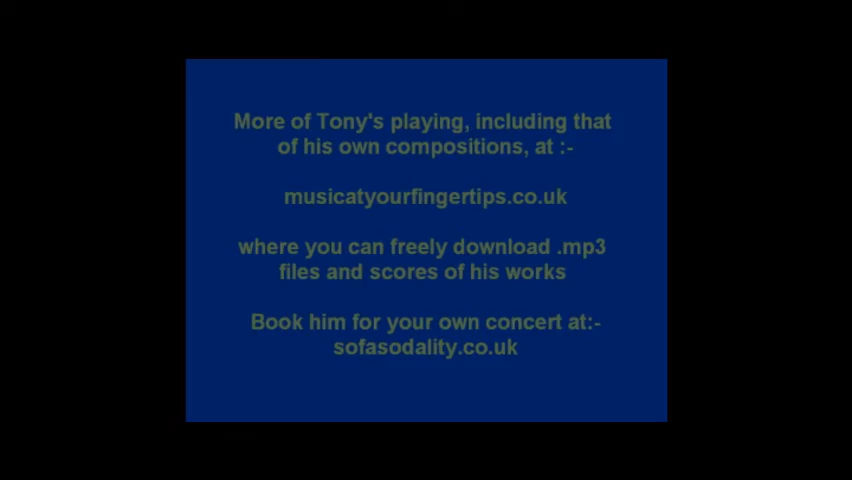 More of Tony's playing, including that
of his own compositions, at :-
musicatyourfingertips.co.uk
where you can freely download .mp3
files and scores of his works
Book him for your own concert at:-
sofasodality.co.uk